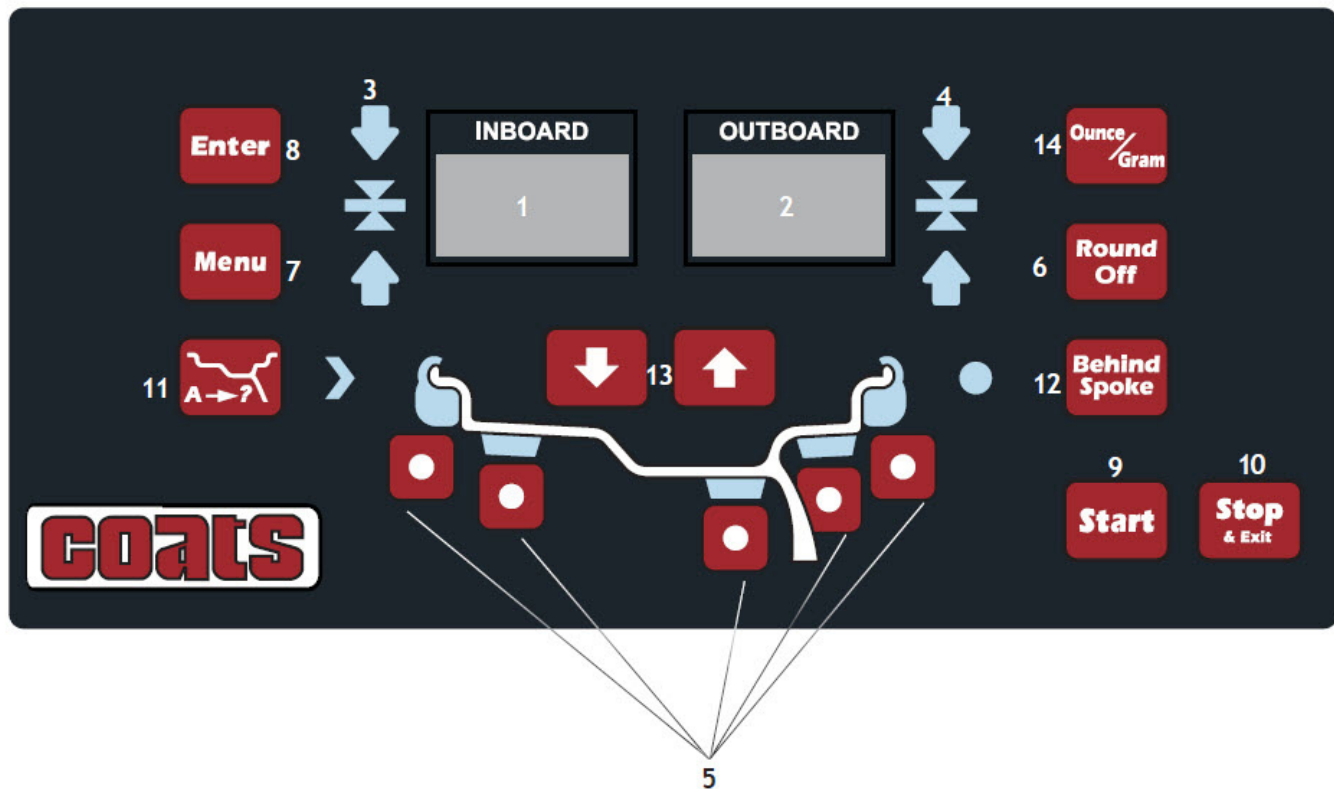 3
4
INBOARD
OUTBOARD
Enter
8
1
2
14
Ounce/Gram
Menu
7
6
Round
Off
11
A→?
13
12
Behind
Spoke
9
10
Start
Stop
& Exit
coats
5